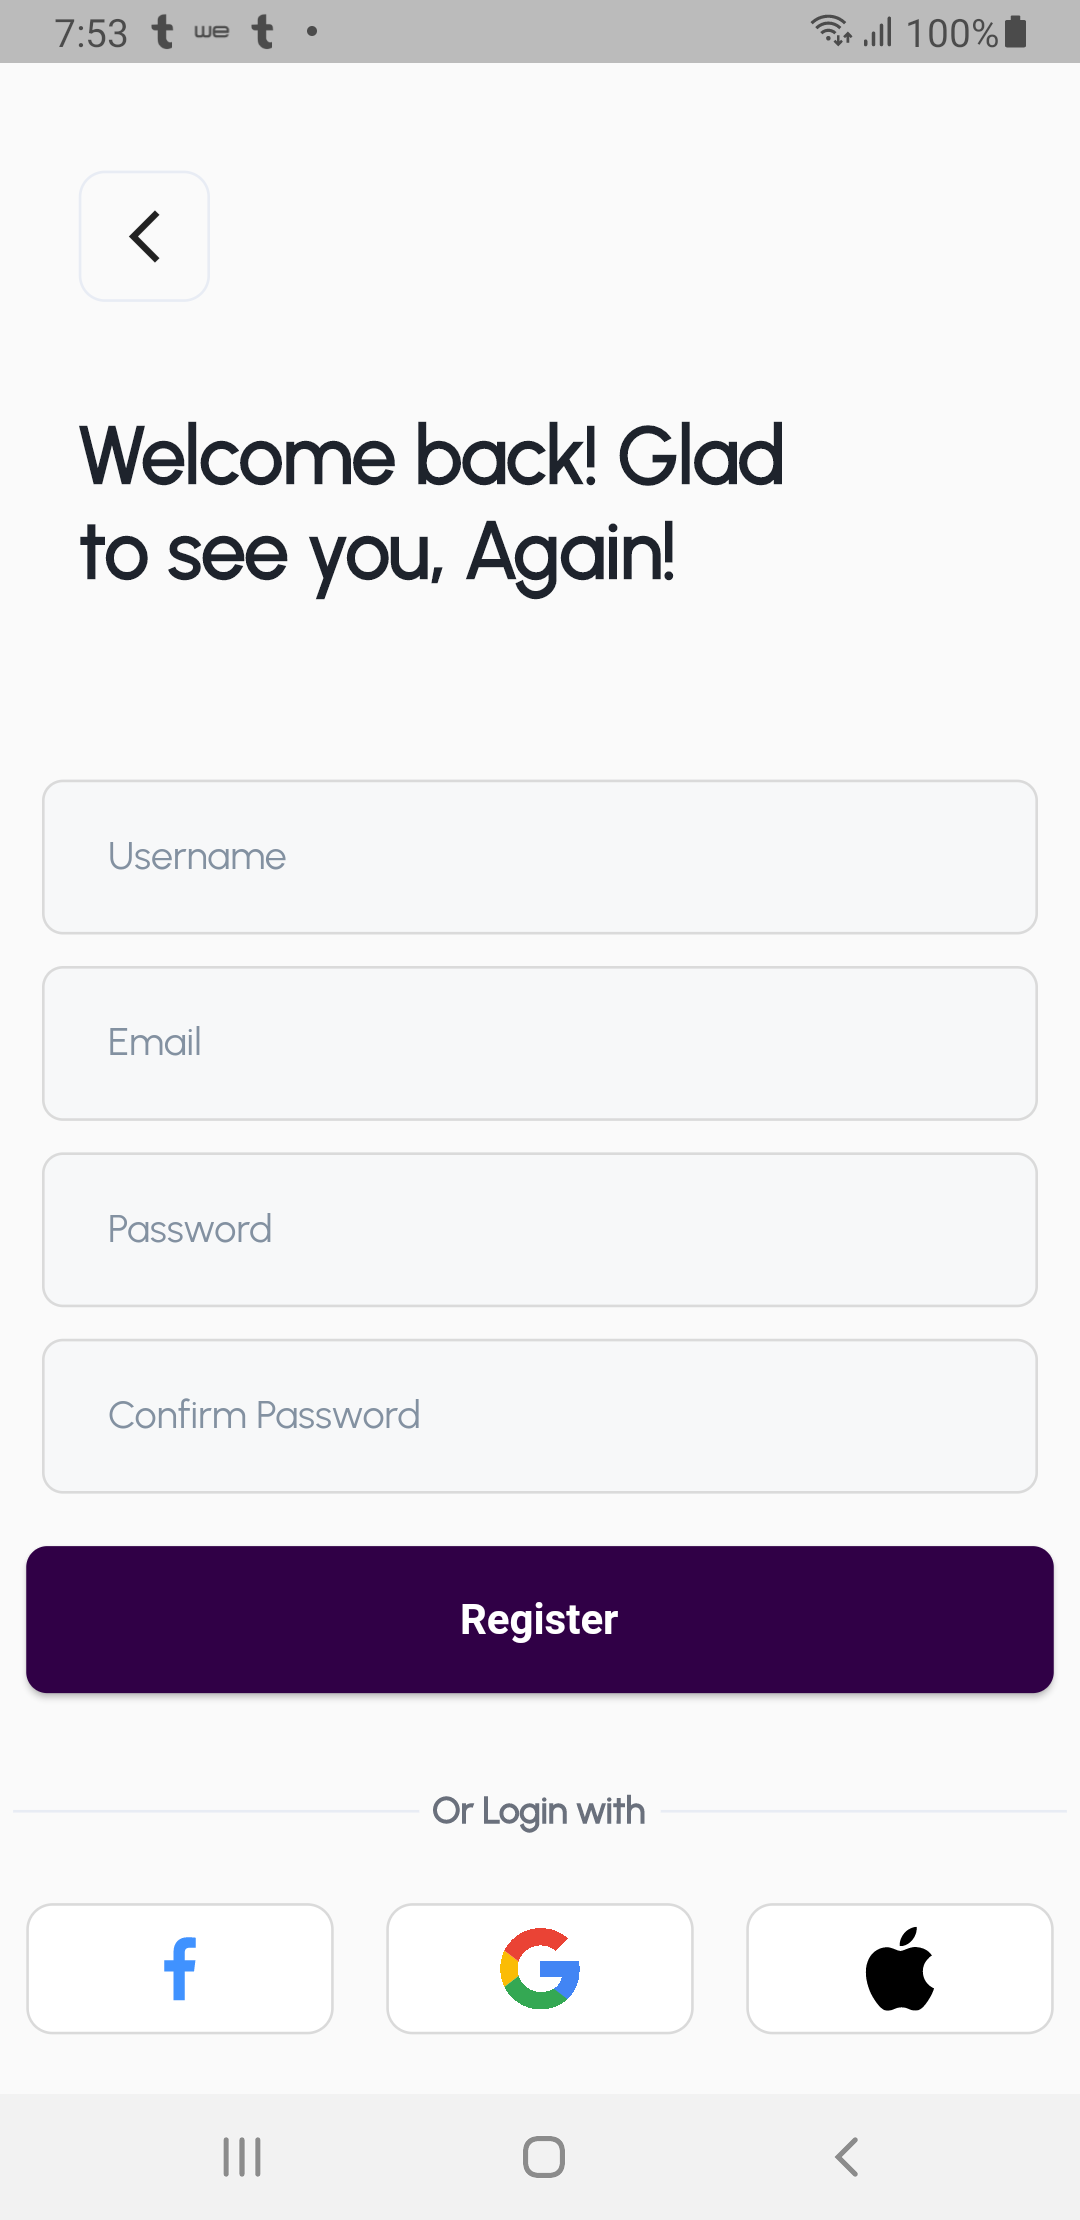 7:53 t we t • 100%
Welcome back! Glad
to see you, Again!
Username
Email
Password
Confirm Password
Register
Or Login with